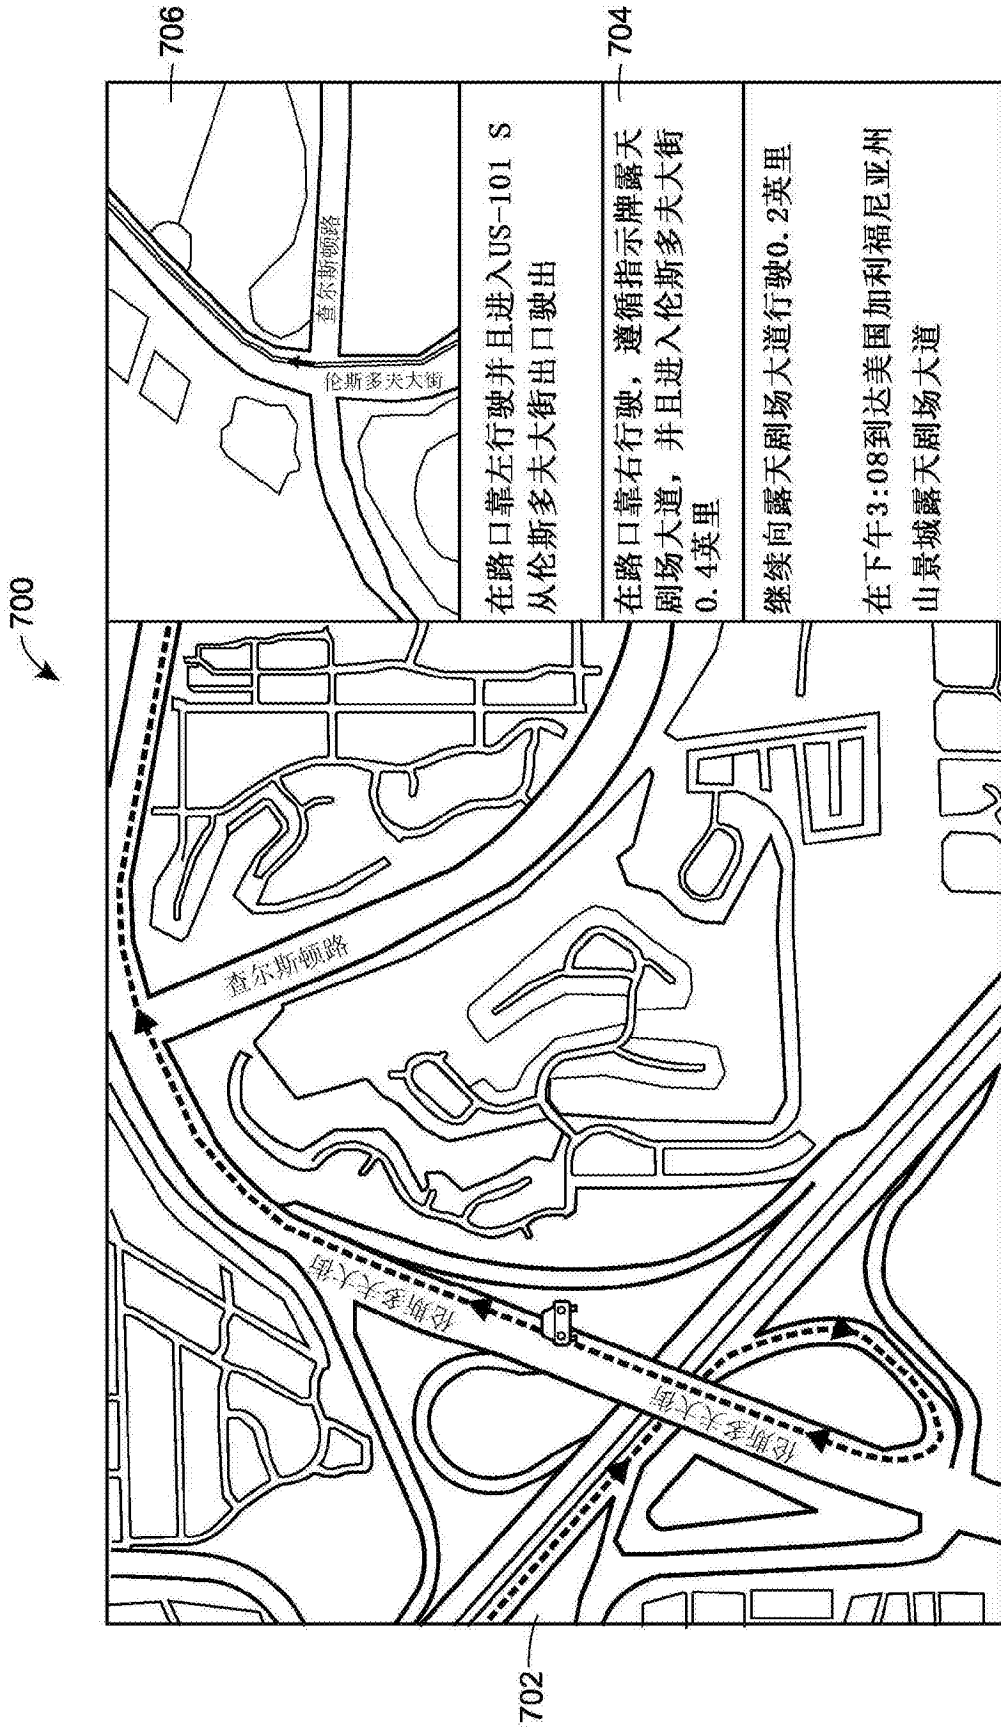 700
706
查尔斯顿路
伦斯多夫大街
在路口靠左行驶并且进入US-101 S
从伦斯多夫大街出口驶出
704
在路口靠右行驶，遵循指示牌露天
剧场大道，并且进入伦斯多夫大街
0.4英里
继续向露天剧场大道行驶0.2英里
在下午3:08到达美国加利福尼亚州
山景城露天剧场大道
查尔斯顿路
伦斯多夫大街
伦斯多夫大街
702